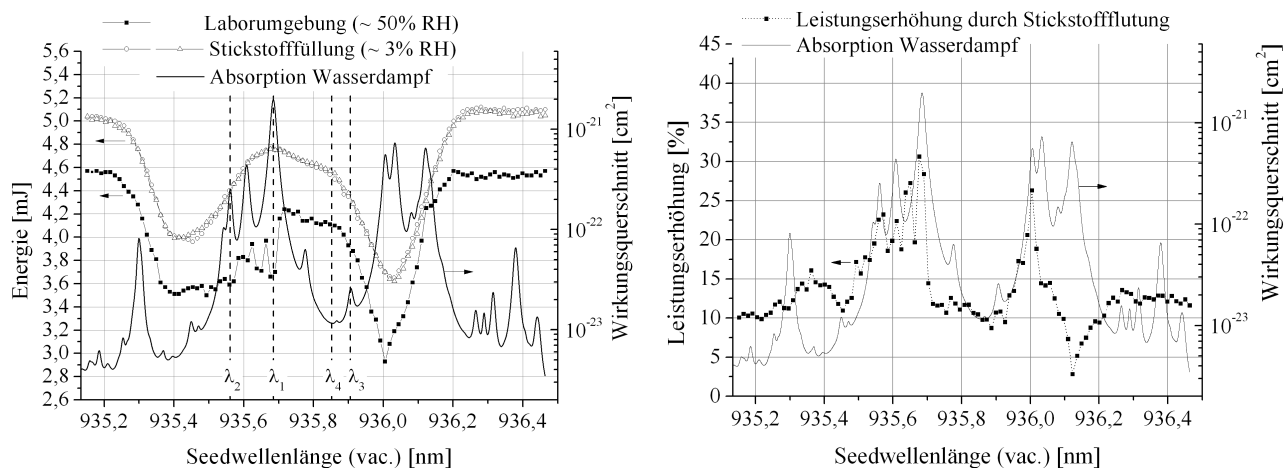 Laborumgebung (~ 50% RH)
Stickstofffüllung (~ 3% RH)
Absorption Wasserdampf
5,6
5,4
5,2
5,0
4,8
4,6
4,4
4,2
4,0
3,8
3,6
3,4
3,2
3,0
2,8
2,6
Energie [mJ]
10⁻²¹
10⁻²²
10⁻²³
Wirkungsquerschnitt [cm²]
λ₂ λ₁ λ₄ λ₃
935,2 935,4 935,6 935,8 936,0 936,2 936,4
Seedwellenlänge (vac.) [nm]
Leistungserhöhung durch Stickstoffflutung
Absorption Wasserdampf
45
40
35
30
25
20
15
10
5
0
Leistungserhöhung [%]
10⁻²¹
10⁻²²
10⁻²³
Wirkungsquerschnitt [cm²]
935,2 935,4 935,6 935,8 936,0 936,2 936,4
Seedwellenlänge (vac.) [nm]